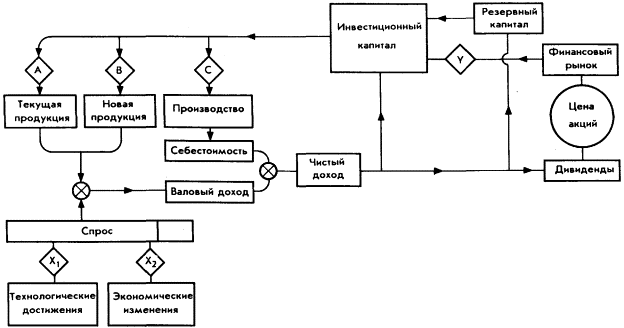 Инвестиционный
капитал
Резервный
капитал
Финансовый
рынок
A
B
C
Y
Текущая
продукция
Новая
продукция
Производство
Цена
акций
Себестоимость
Чистый
доход
Дивиденды
Валовый доход
Спрос
X1
X2
Технологические
достижения
Экономические
изменения